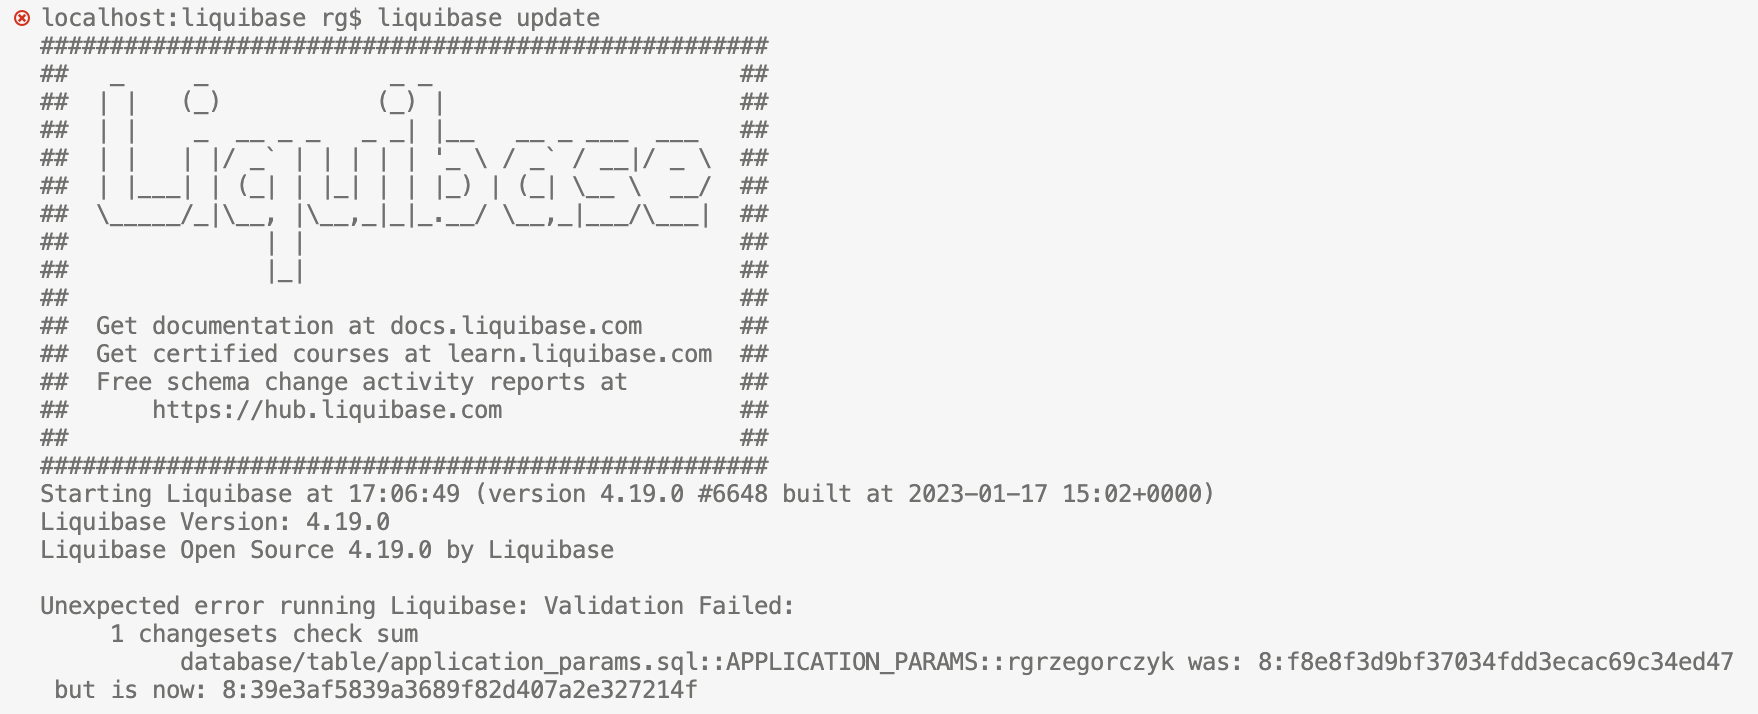 localhost:liquibase rg$ liquibase update
####################################################
##   _     _             _ _                      ##
##  | |   (_)           (_) |                     ##
##  | |    _  __ _ _   _ _| |__   __ _ ___  ___   ##
##  | |   | |/ _` | | | | | '_ \ / _` / __|/ _ \  ##
##  | |___| | (_| | |_| | | |_) | (_| \__ \  __/  ##
##  \_____/_|\__, |\__,_|_|_.__/ \__,_|___/\___|  ##
##              | |                               ##
##              |_|                               ##
##                                                ##
##  Get documentation at docs.liquibase.com       ##
##  Get certified courses at learn.liquibase.com  ##
##  Free schema change activity reports at        ##
##      https://hub.liquibase.com                 ##
##                                                ##
####################################################
Starting Liquibase at 17:06:49 (version 4.19.0 #6648 built at 2023-01-17 15:02+0000)
Liquibase Version: 4.19.0
Liquibase Open Source 4.19.0 by Liquibase
Unexpected error running Liquibase: Validation Failed:
     1 changesets check sum
          database/table/application_params.sql::APPLICATION_PARAMS::rgrzegorczyk was: 8:f8e8f3d9bf37034fdd3ecac69c34ed47
 but is now: 8:39e3af5839a3689f82d407a2e327214f